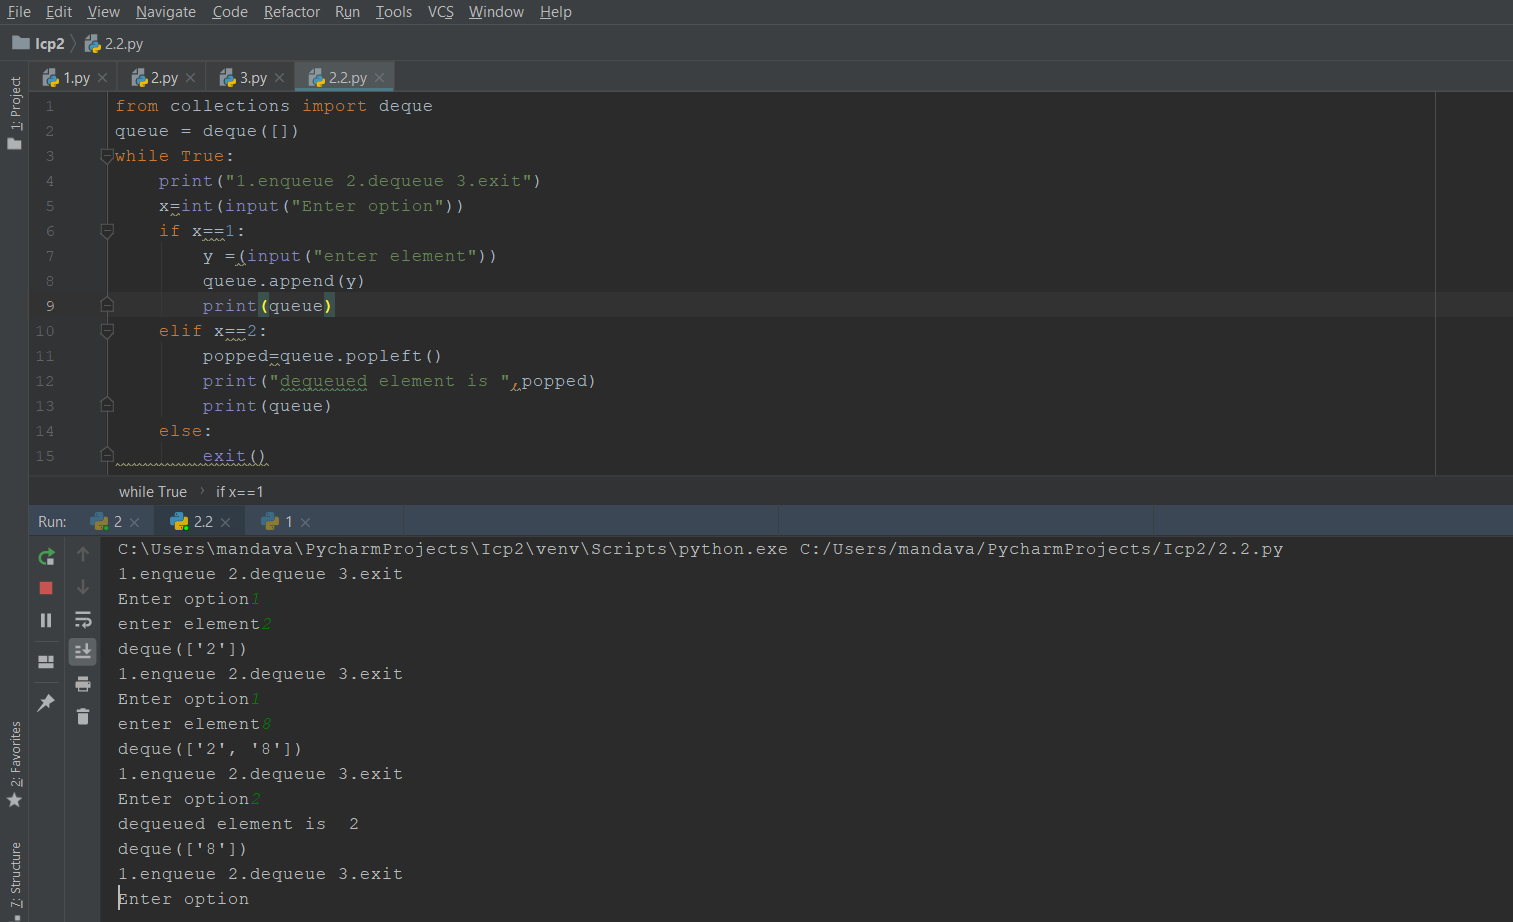 File Edit View Navigate Code Refactor Run Tools VCS Window Help
Icp2 2.2.py
1.py 2.py 3.py 2.2.py
1: Project
1 from collections import deque
2 queue = deque([])
3 while True:
4     print("1.enqueue 2.dequeue 3.exit")
5     x=int(input("Enter option"))
6     if x==1:
7         y =(input("enter element"))
8         queue.append(y)
9         print(queue)
10     elif x==2:
11         popped=queue.popleft()
12         print("dequeued element is ",popped)
13         print(queue)
14     else:
15         exit()
while True › if x==1
Run: 2 2.2 1
C:\Users\mandava\PycharmProjects\Icp2\venv\Scripts\python.exe C:/Users/mandava/PycharmProjects/Icp2/2.2.py
1.enqueue 2.dequeue 3.exit
Enter option1
enter element2
deque(['2'])
1.enqueue 2.dequeue 3.exit
Enter option1
enter element8
deque(['2', '8'])
1.enqueue 2.dequeue 3.exit
Enter option2
dequeued element is  2
deque(['8'])
1.enqueue 2.dequeue 3.exit
Enter option
2: Favorites
7: Structure